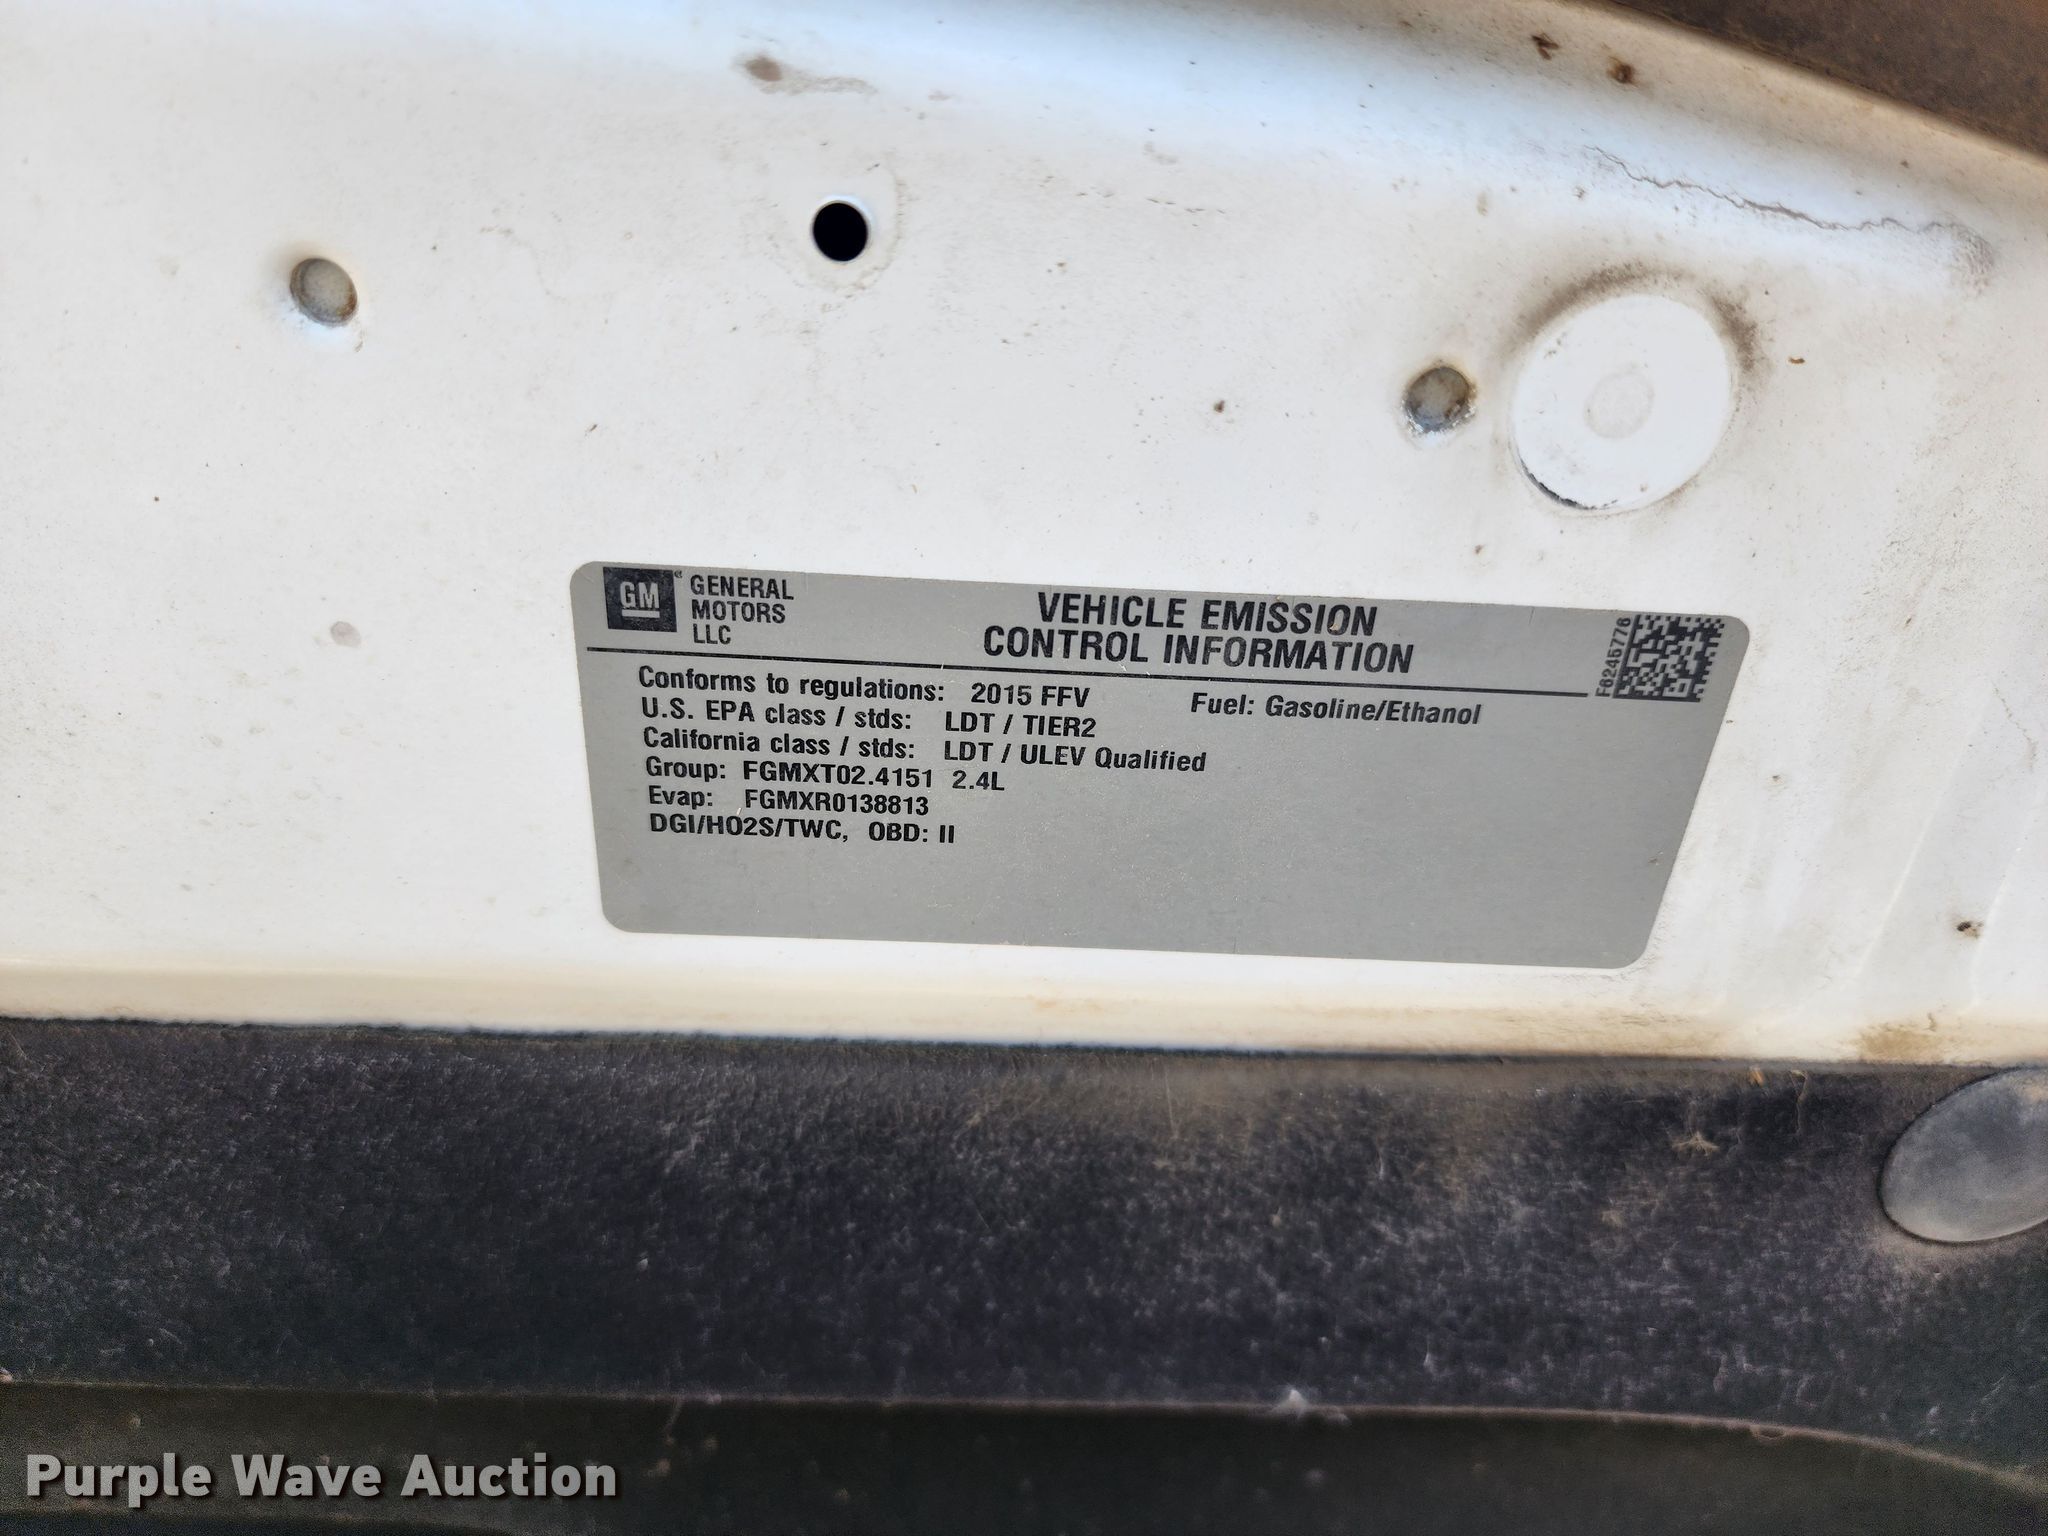 GM
GENERAL
MOTORS
LLC
VEHICLE EMISSION
CONTROL INFORMATION
F6245776
Conforms to regulations: 2015 FFV Fuel: Gasoline/Ethanol
U.S. EPA class / stds: LDT / TIER2
California class / stds: LDT / ULEV Qualified
Group: FGMXT02.4151 2.4L
Evap: FGMXR0138813
DGI/HO2S/TWC, OBD: II
Purple Wave Auction